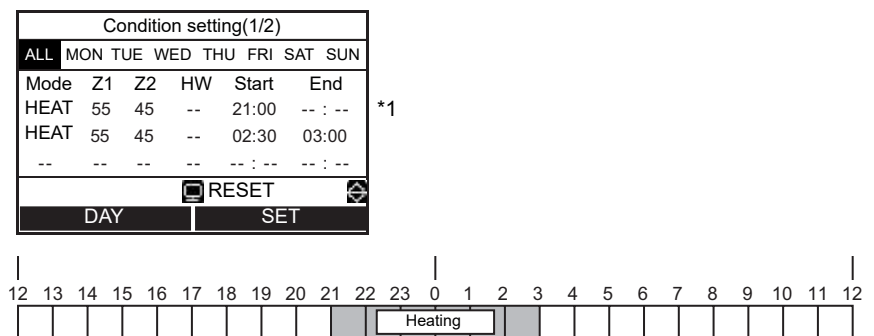 Condition setting(1/2)
ALL MON TUE WED THU FRI SAT SUN
Mode Z1 Z2 HW Start End
HEAT 55 45 -- 21:00 -- : -- *1
HEAT 55 45 -- 02:30 03:00
-- -- -- -- -- : -- -- : --
RESET
DAY SET
12 13 14 15 16 17 18 19 20 21 22 23 0 1 2 3 4 5 6 7 8 9 10 11 12
Heating